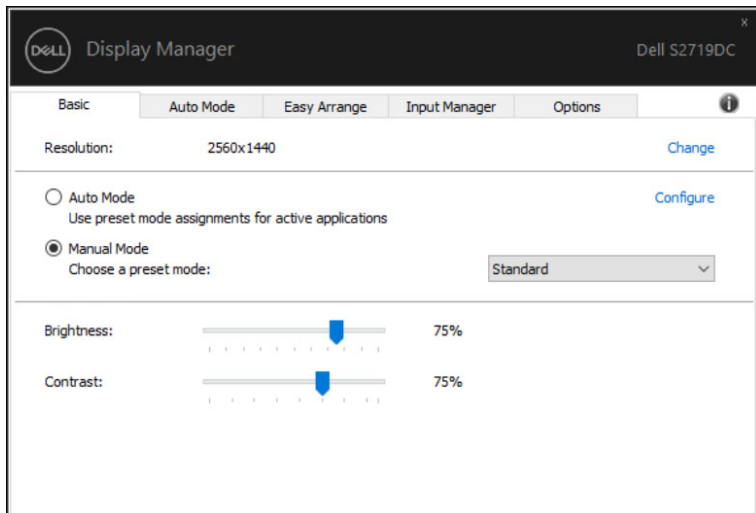 x
DELL Display Manager Dell S2719DC
Basic Auto Mode Easy Arrange Input Manager Options i
Resolution: 2560x1440 Change
Auto Mode Configure
Use preset mode assignments for active applications
Manual Mode
Choose a preset mode: Standard
Brightness: 75%
Contrast: 75%